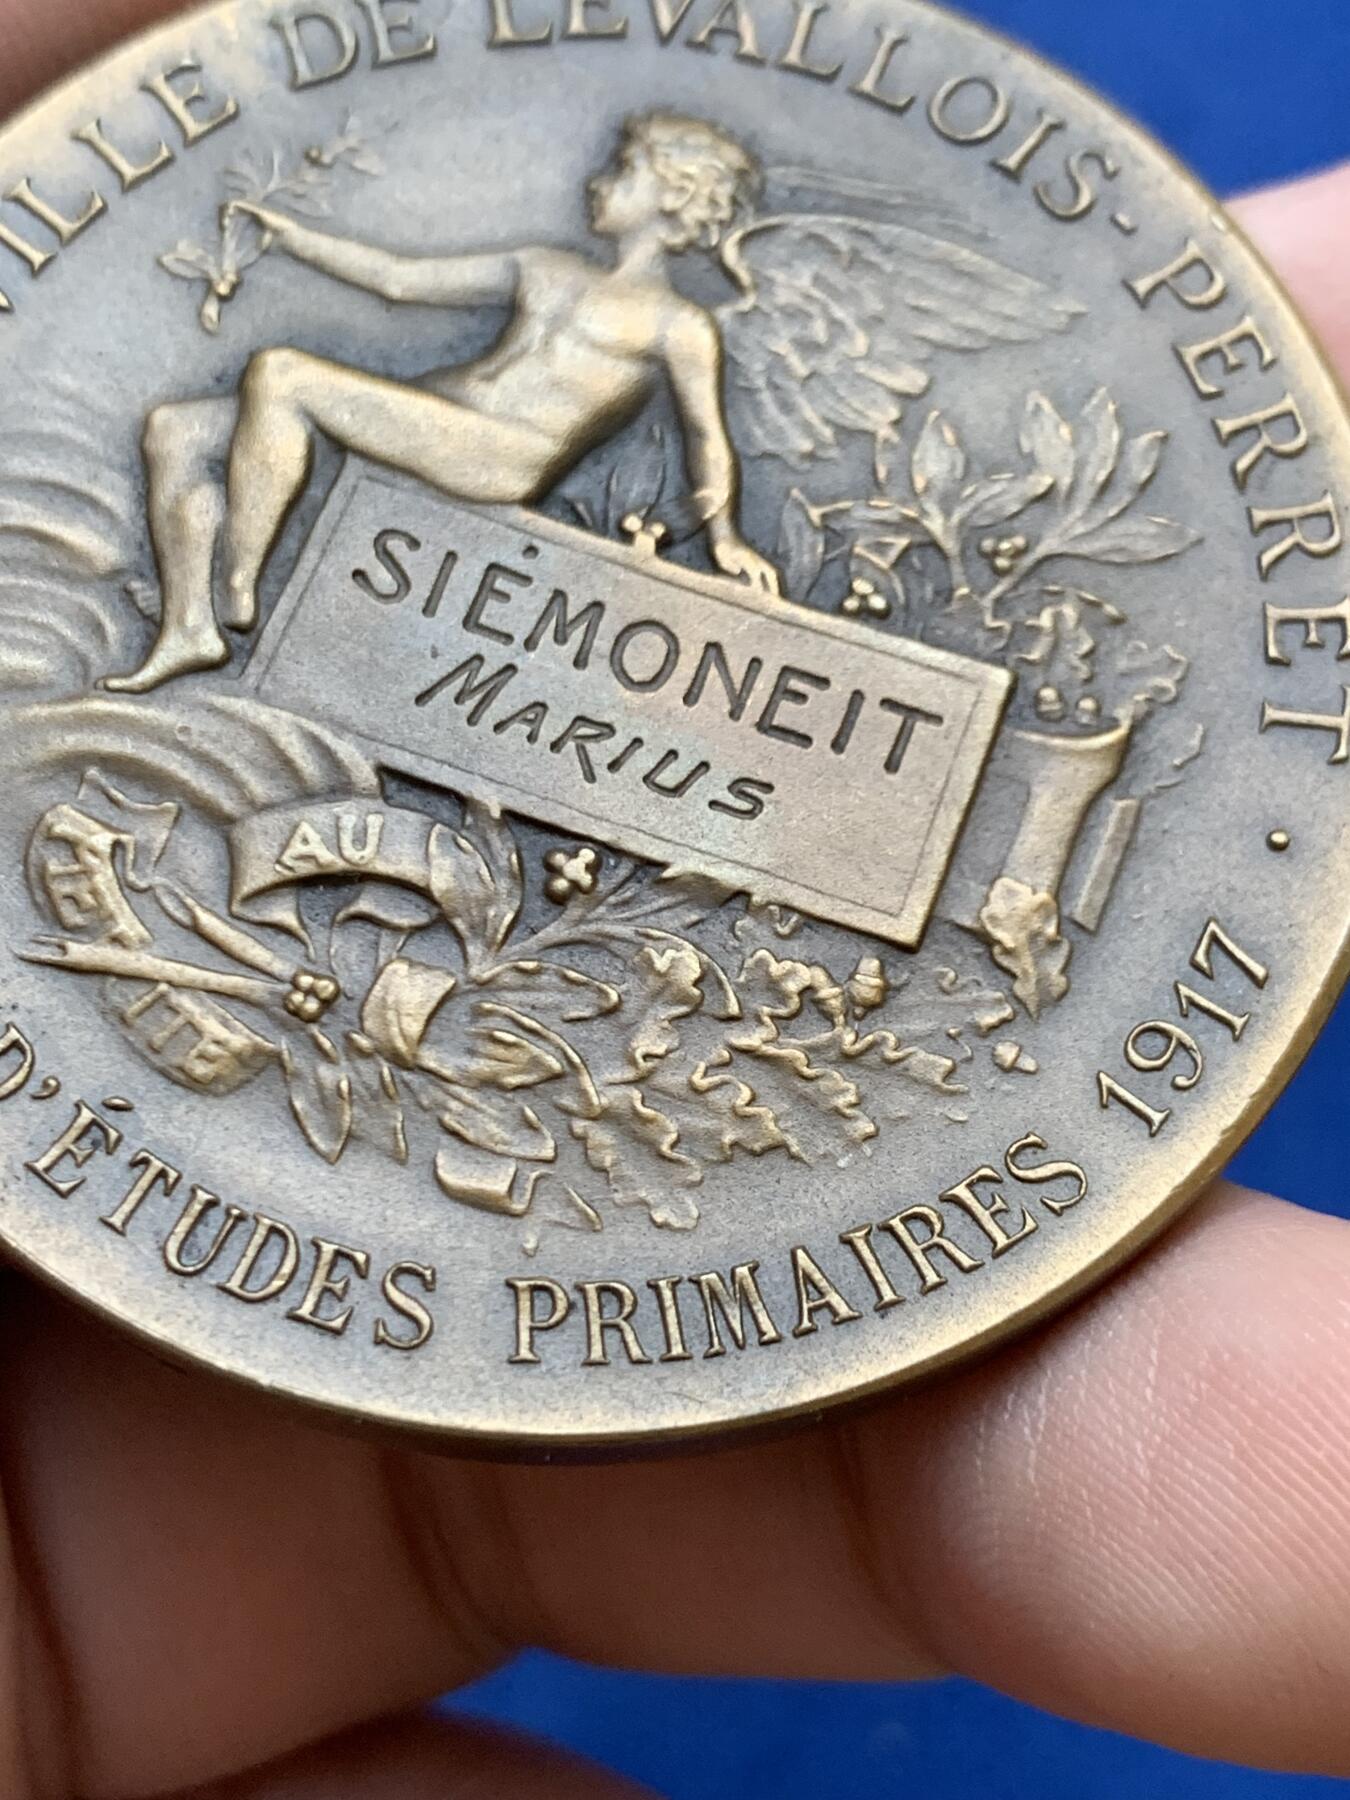 VILLE DE LEVALLOIS-PERRET
SIÉMONEIT
MARIUS
AU
D'ÉTUDES PRIMAIRES 1917